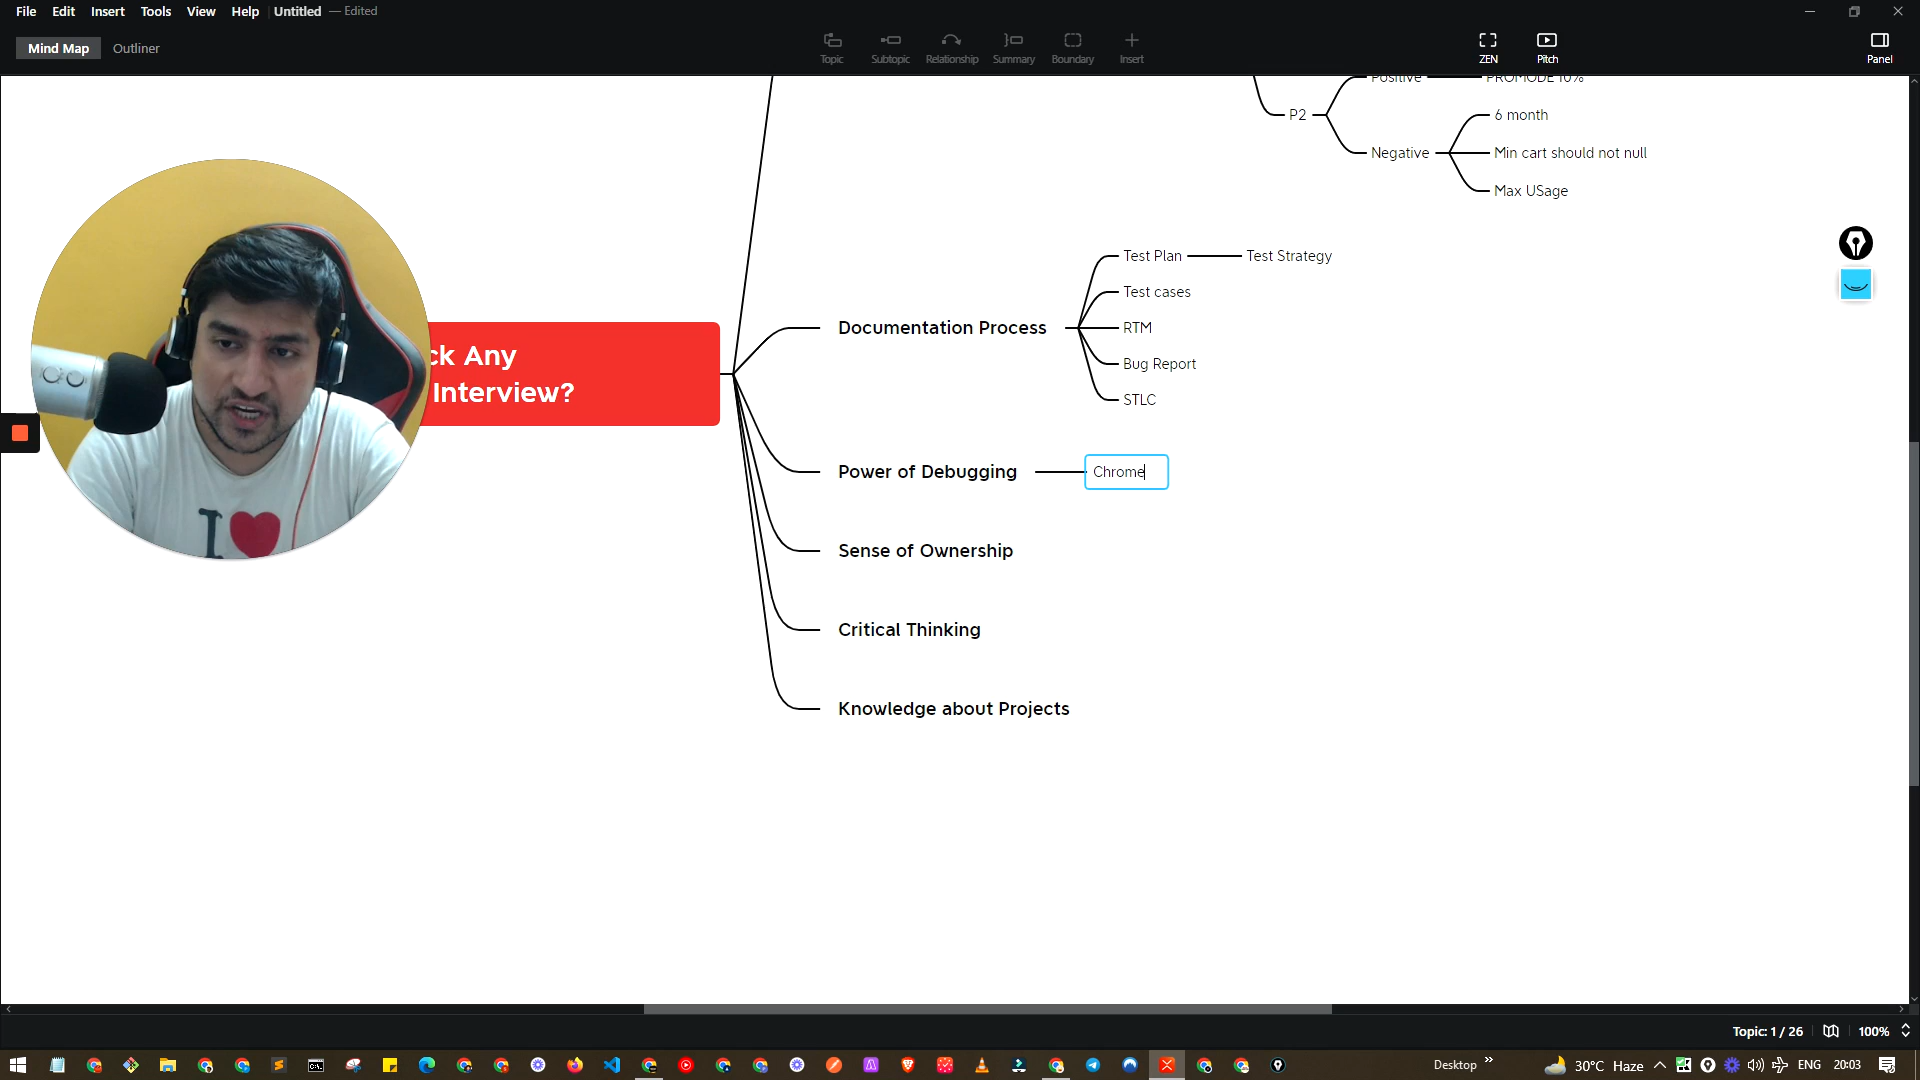 File Edit Insert Tools View Help Untitled — Edited
Mind Map Outliner
Topic Subtopic Relationship Summary Boundary Insert
ZEN Pitch Panel
Positive PROMODE 10%
P2
6 month
Negative
Min cart should not null
Max USage
Documentation Process
Test Plan
Test Strategy
Test cases
RTM
Bug Report
STLC
ck Any
Interview?
Power of Debugging
Chrome
Sense of Ownership
Critical Thinking
Knowledge about Projects
I
Topic: 1 / 26 100%
Desktop » 30°C Haze ENG 20:03